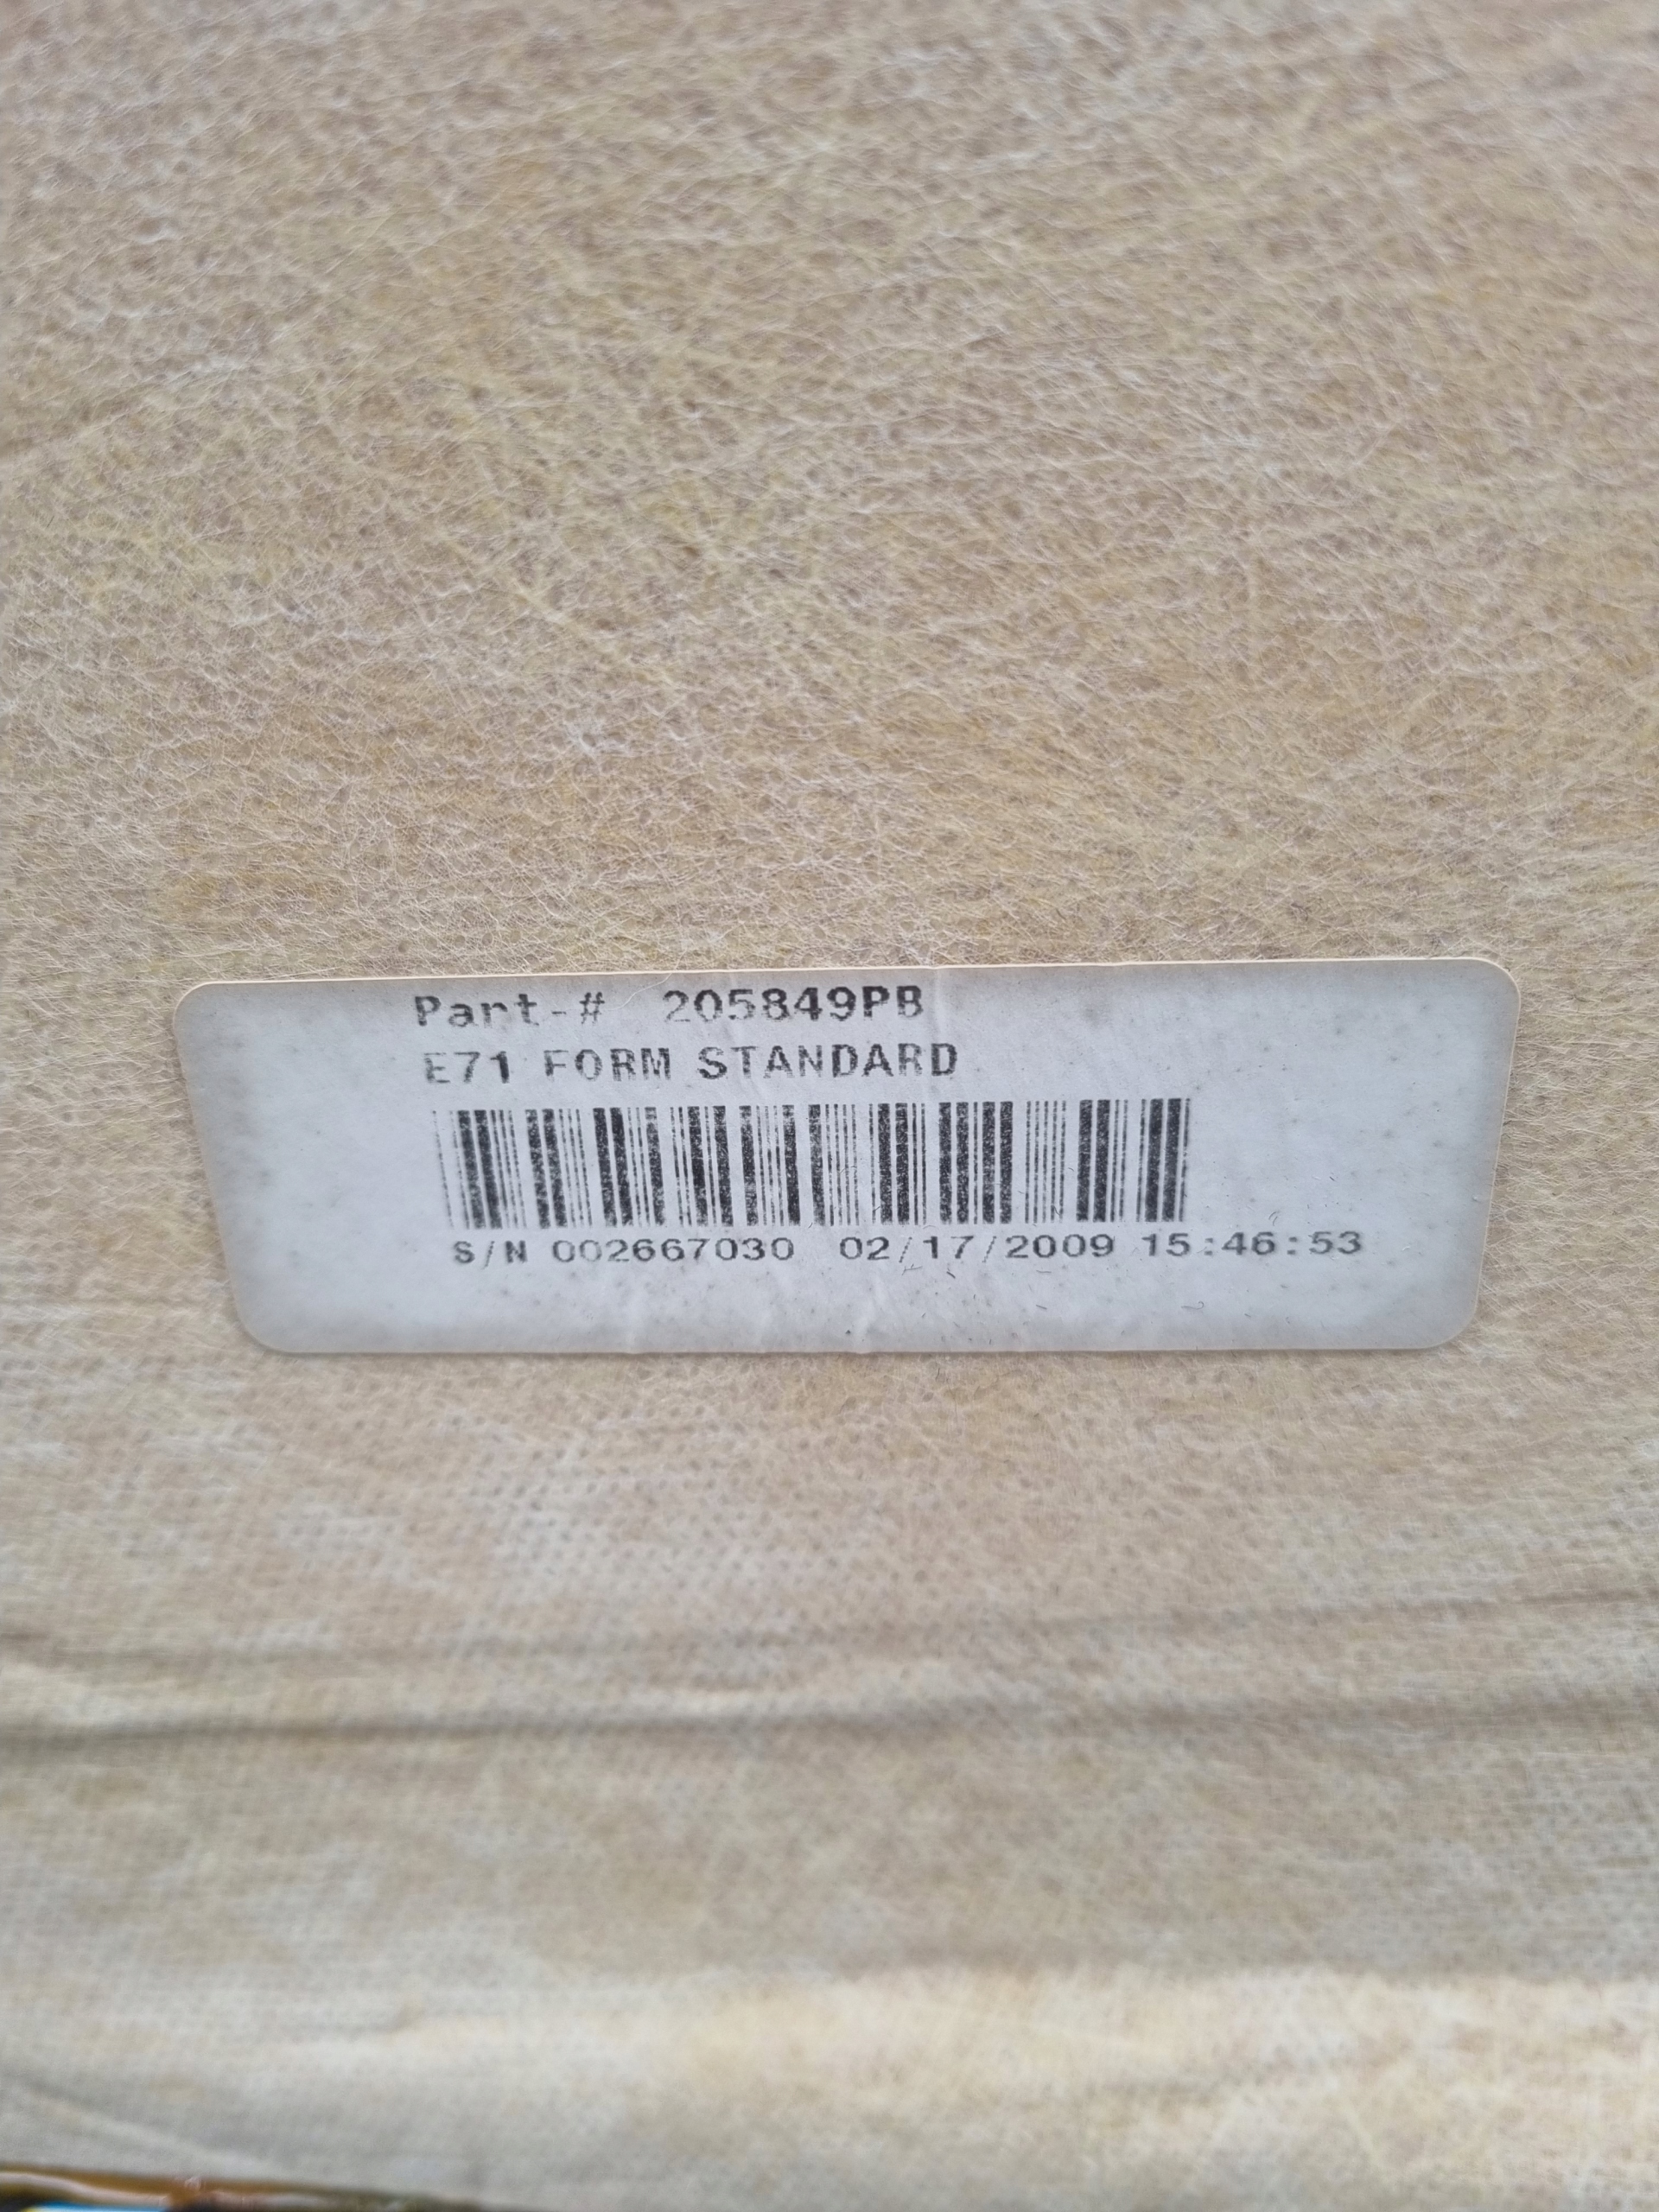 Part-# 205849PB
E71 FORM STANDARD
S/N 002667030 02/17/2009 15:46:53